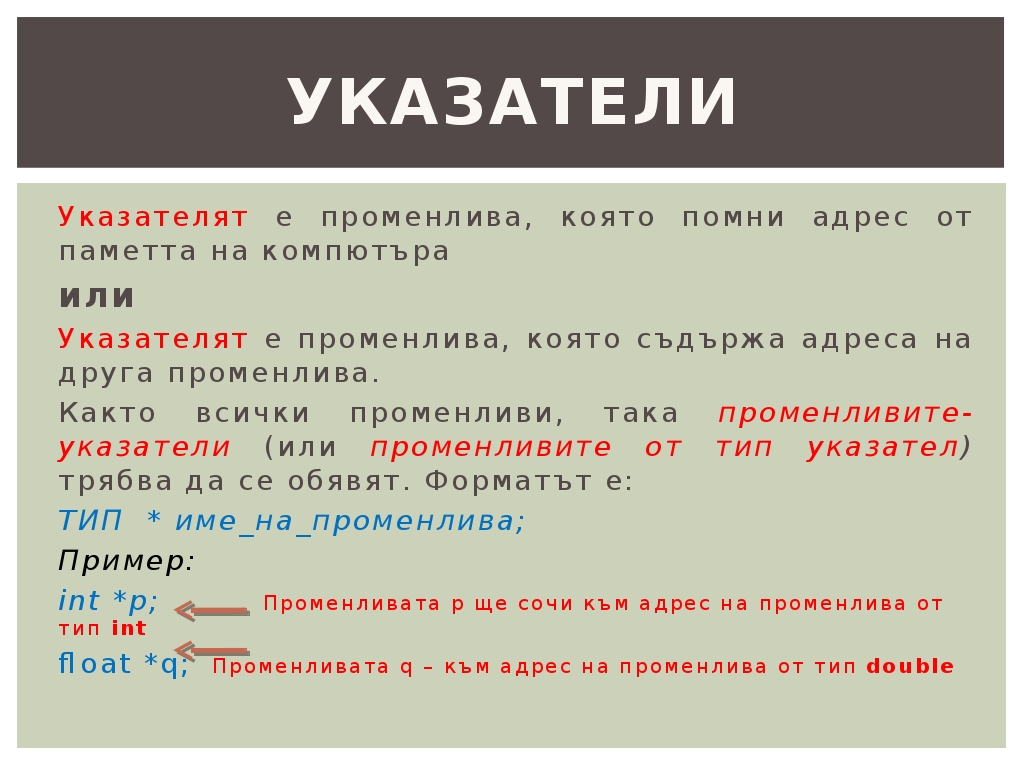 УКАЗАТЕЛИ
Указателят е променлива, която помни адрес от
паметта на компютъра
или
Указателят е променлива, която съдържа адреса на
друга променлива.
Както всички променливи, така променливите-
указатели (или променливите от тип указател)
трябва да се обявят. Форматът е:
ТИП * име_на_променлива;
Пример:
int *p; Променливата p ще сочи към адрес на променлива от
тип int
float *q; Променливата q – към адрес на променлива от тип double